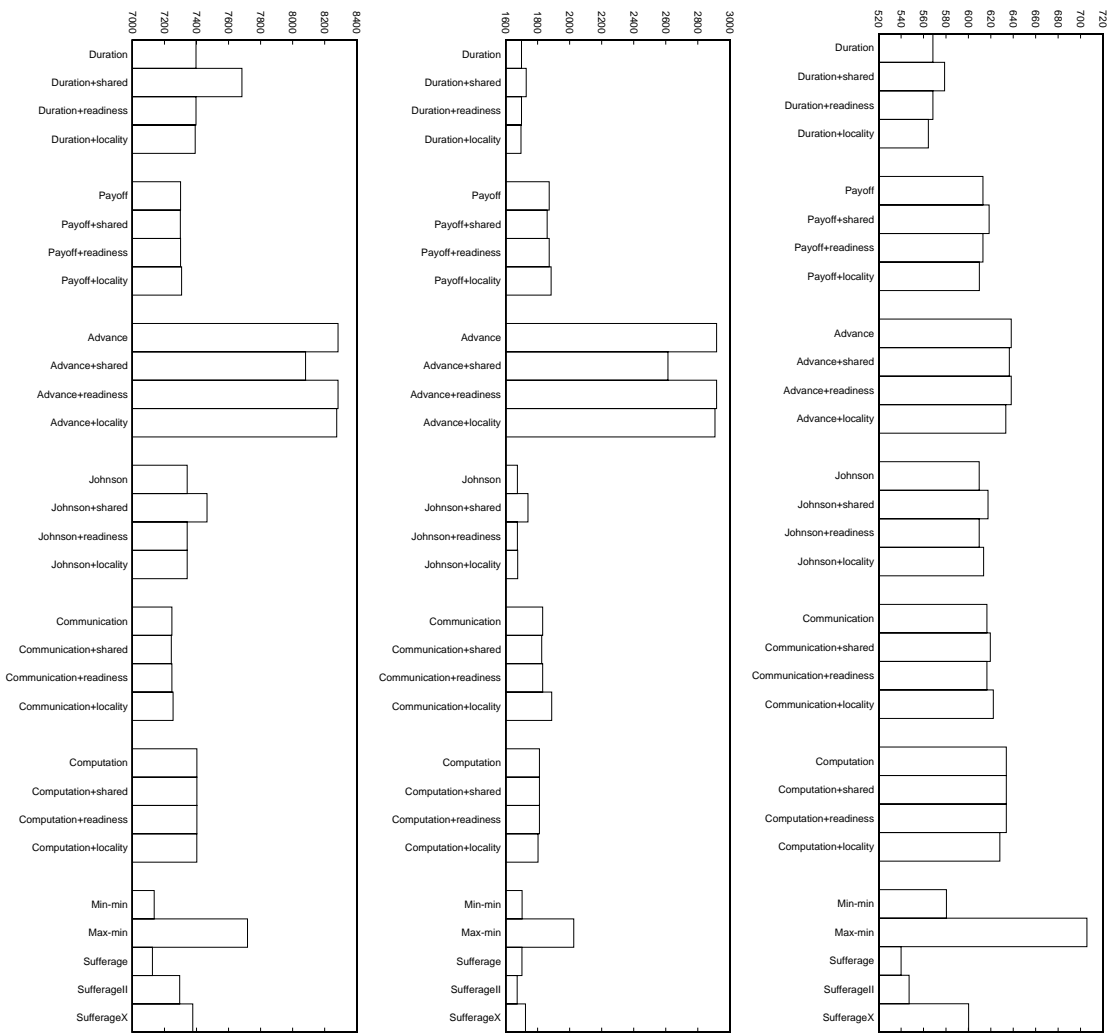 7000 7200 7400 7600 7800 8000 8200 8400
Duration
Duration+shared
Duration+readiness
Duration+locality
Payoff
Payoff+shared
Payoff+readiness
Payoff+locality
Advance
Advance+shared
Advance+readiness
Advance+locality
Johnson
Johnson+shared
Johnson+readiness
Johnson+locality
Communication
Communication+shared
Communication+readiness
Communication+locality
Computation
Computation+shared
Computation+readiness
Computation+locality
Min-min
Max-min
Sufferage
SufferageII
SufferageX
1600 1800 2000 2200 2400 2600 2800 3000
Duration
Duration+shared
Duration+readiness
Duration+locality
Payoff
Payoff+shared
Payoff+readiness
Payoff+locality
Advance
Advance+shared
Advance+readiness
Advance+locality
Johnson
Johnson+shared
Johnson+readiness
Johnson+locality
Communication
Communication+shared
Communication+readiness
Communication+locality
Computation
Computation+shared
Computation+readiness
Computation+locality
Min-min
Max-min
Sufferage
SufferageII
SufferageX
520 540 560 580 600 620 640 660 680 700 720
Duration
Duration+shared
Duration+readiness
Duration+locality
Payoff
Payoff+shared
Payoff+readiness
Payoff+locality
Advance
Advance+shared
Advance+readiness
Advance+locality
Johnson
Johnson+shared
Johnson+readiness
Johnson+locality
Communication
Communication+shared
Communication+readiness
Communication+locality
Computation
Computation+shared
Computation+readiness
Computation+locality
Min-min
Max-min
Sufferage
SufferageII
SufferageX